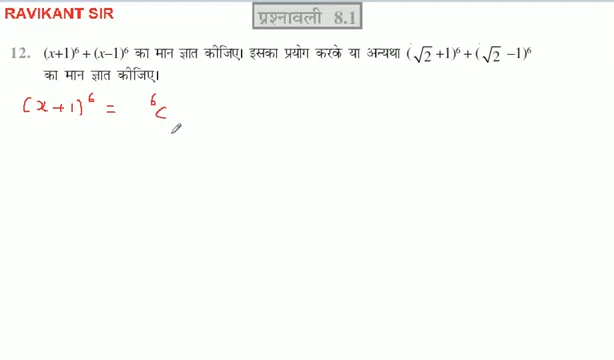 RAVIKANT SIR
प्रश्नावली 8.1
12. (x+1)⁶ + (x–1)⁶ का मान ज्ञात कीजिए। इसका प्रयोग करके या अन्यथा (√2 +1)⁶ + (√2 –1)⁶
का मान ज्ञात कीजिए।
(x+1)⁶ = ⁶C